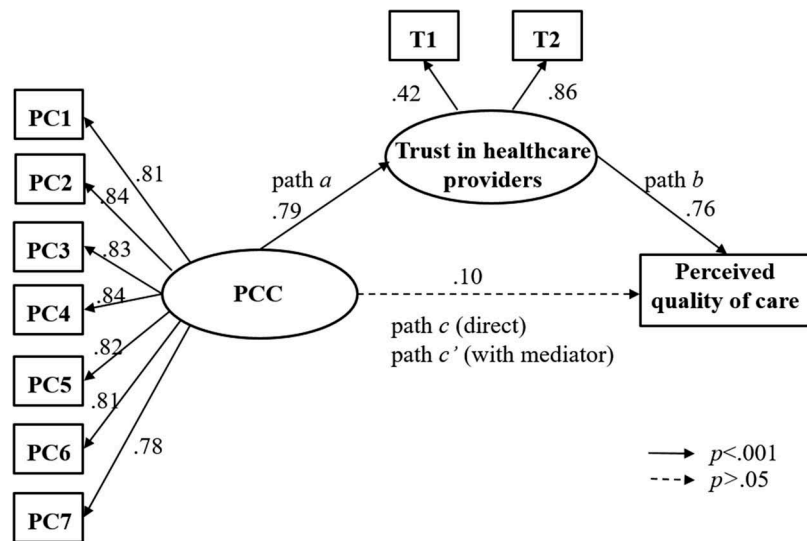 T1
T2
.42
.86
PC1
PC2
PC3
PC4
PC5
PC6
PC7
.81
.84
.83
.84
.82
.81
.78
PCC
path a
.79
Trust in healthcare
providers
path b
.76
.10
path c (direct)
path c’ (with mediator)
Perceived
quality of care
p<.001
p>.05